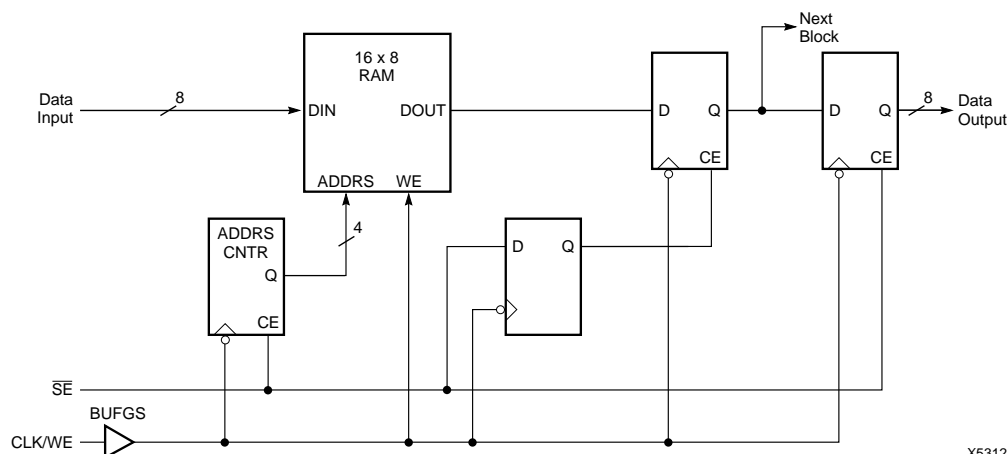 Next
Block
16 x 8
RAM
Data
Input
8
DIN
DOUT
D
Q
D
Q
8
Data
Output
CE
CE
ADDRS
WE
4
ADDRS
CNTR
Q
D
Q
CE
SE
BUFGS
CLK/WE
X5312